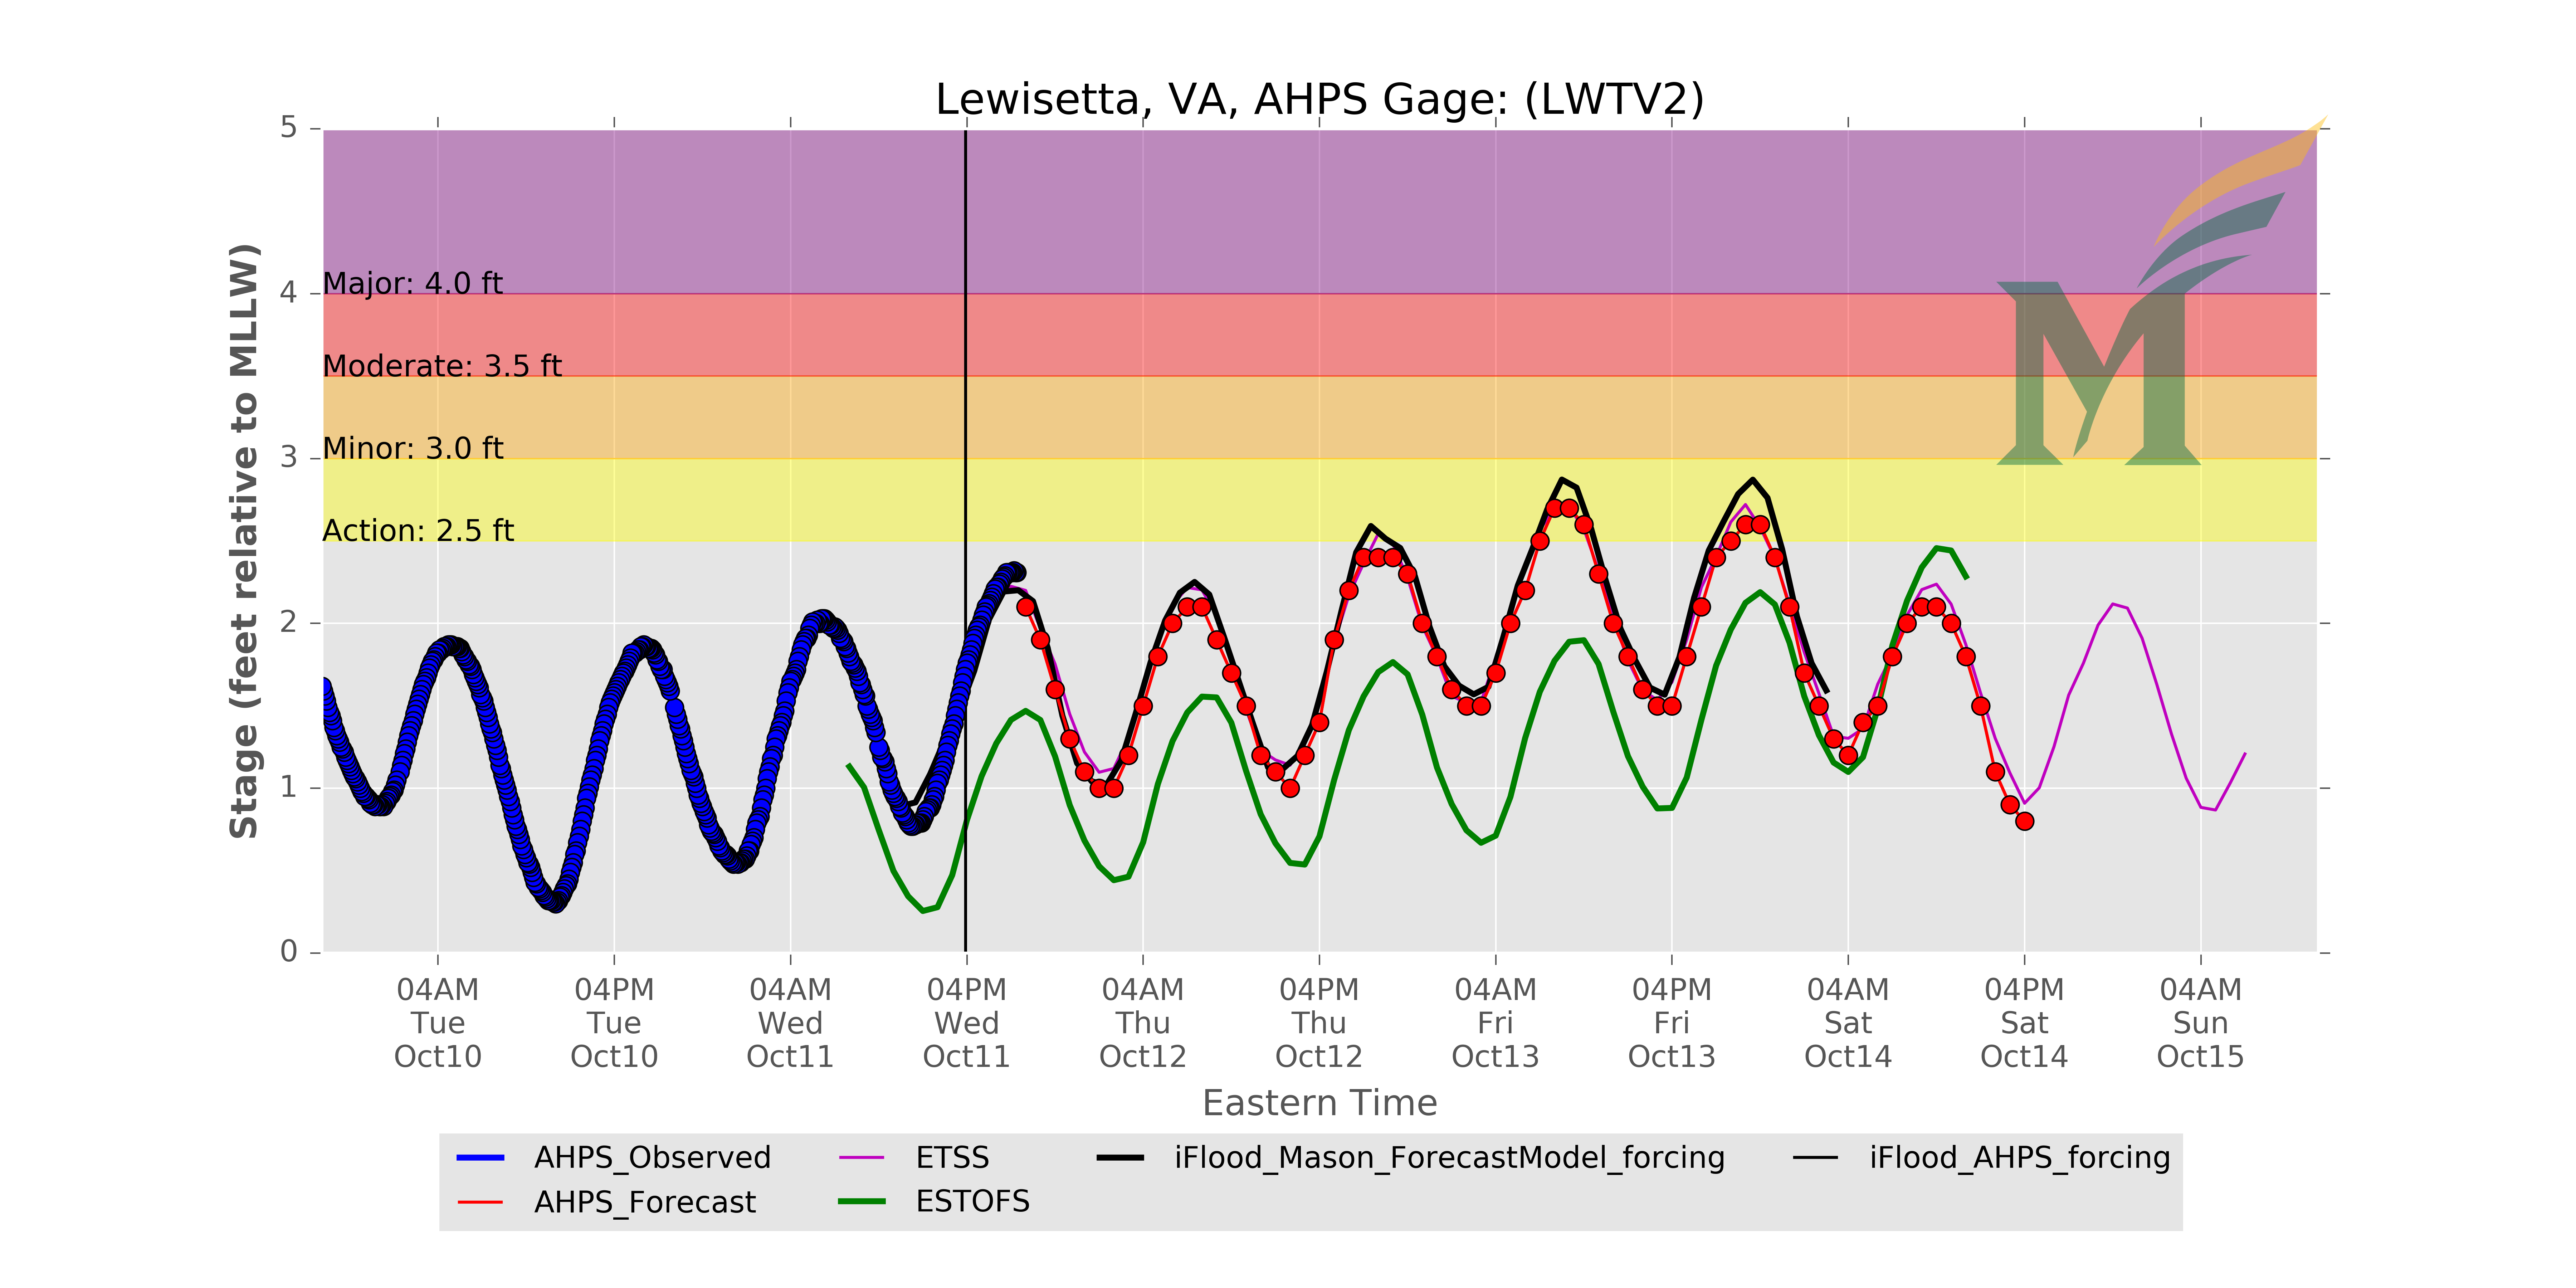 Lewisetta, VA, AHPS Gage: (LWTV2)
Stage (feet relative to MLLW)
5
4
3
2
1
0
Major: 4.0 ft
Moderate: 3.5 ft
Minor: 3.0 ft
Action: 2.5 ft
M
04AM 04PM 04AM 04PM 04AM 04PM 04AM 04PM 04AM 04PM 04AM
Tue Tue Wed Wed Thu Thu Fri Fri Sat Sat Sun
Oct10 Oct10 Oct11 Oct11 Oct12 Oct12 Oct13 Oct13 Oct14 Oct14 Oct15
Eastern Time
AHPS_Observed ETSS iFlood_Mason_ForecastModel_forcing iFlood_AHPS_forcing
AHPS_Forecast ESTOFS